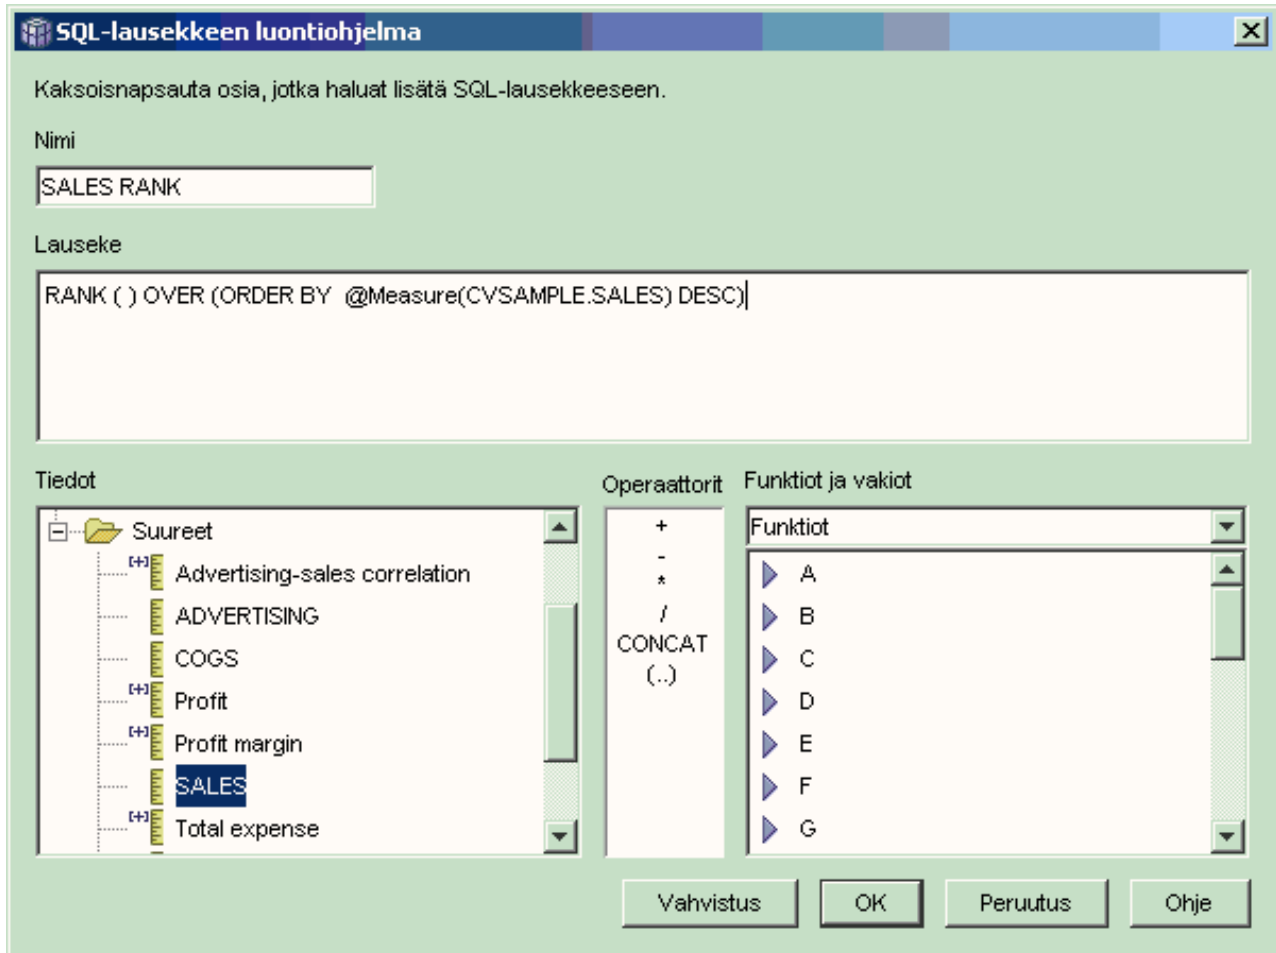 SQL-lausekkeen luontiohjelma
Kaksoisnapsauta osia, jotka haluat lisätä SQL-lausekkeeseen.
Nimi
SALES RANK
Lauseke
RANK ( ) OVER (ORDER BY  @Measure(CVSAMPLE.SALES) DESC)
Tiedot
Suureet
Advertising-sales correlation
ADVERTISING
COGS
Profit
Profit margin
SALES
Total expense
Operaattorit
+
-
*
/
CONCAT
(..)
Funktiot ja vakiot
Funktiot
A
B
C
D
E
F
G
Vahvistus
OK
Peruutus
Ohje